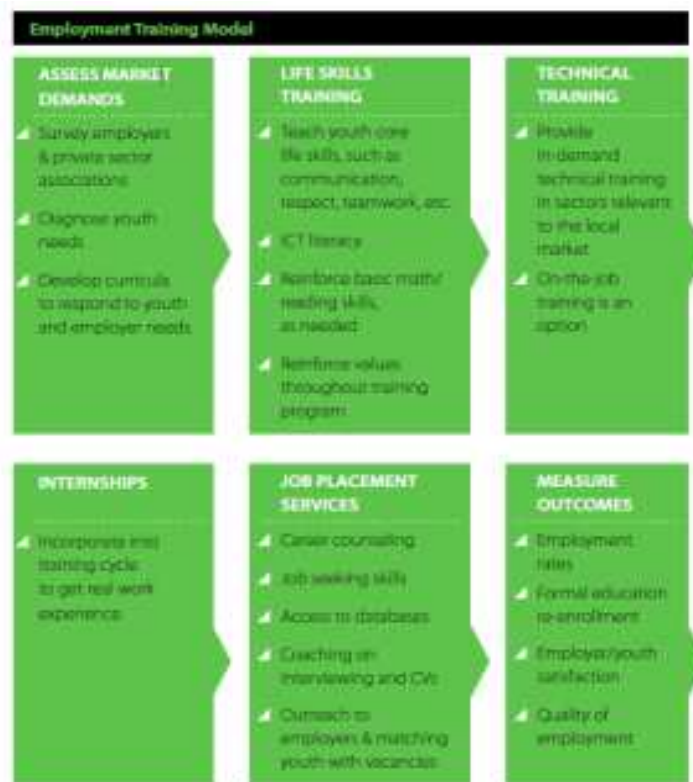 Employment Training Model
ASSESS MARKET
DEMANDS
Survey employers
& private sector
associations
Diagnose youth
needs
Develop curricula
to respond to youth
and employer needs
LIFE SKILLS
TRAINING
Teach youth core
life skills, such as
communication,
respect, teamwork, etc.
ICT literacy
Reinforce basic math/
reading skills,
as needed
Reinforce values
throughout training
program
TECHNICAL
TRAINING
Provide
in-demand
technical training
in sectors relevant
to the local
market
On-the-job
training is an
option
INTERNSHIPS
Incorporate into
training cycle
to get real work
experience
JOB PLACEMENT
SERVICES
Career counseling
Job seeking skills
Access to databases
Coaching on
interviewing and CVs
Outreach to
employers & matching
youth with vacancies
MEASURE
OUTCOMES
Employment
rates
Formal education
re-enrollment
Employer/youth
satisfaction
Quality of
employment